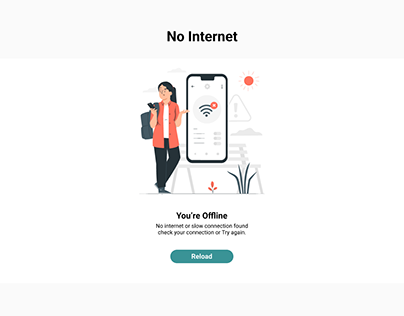 No Internet
You're Offline
No internet or slow connection found
check your connection or Try again.
Reload